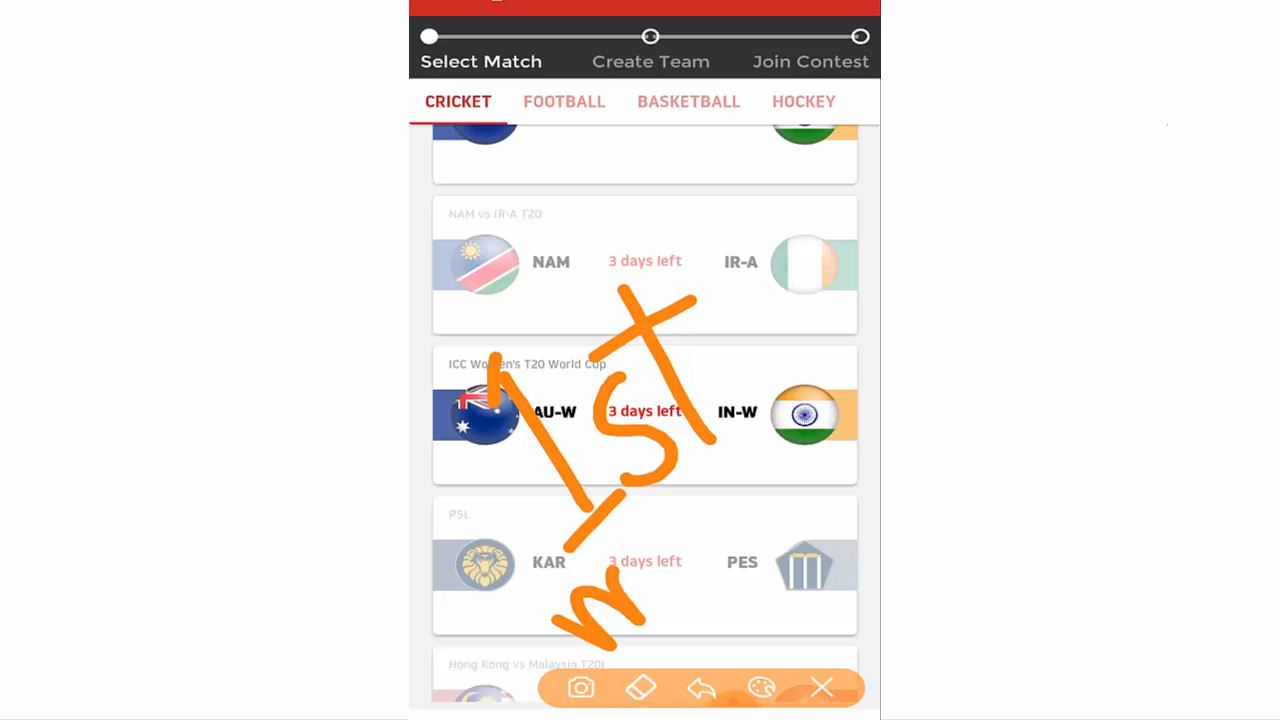 Select Match Create Team Join Contest
CRICKET FOOTBALL BASKETBALL HOCKEY
NAM vs IR-A T20
NAM 3 days left IR-A
ICC Women's T20 World Cup
AU-W 3 days left IN-W
1st
PSL
KAR 3 days left PES
Hong Kong vs Malaysia T20I